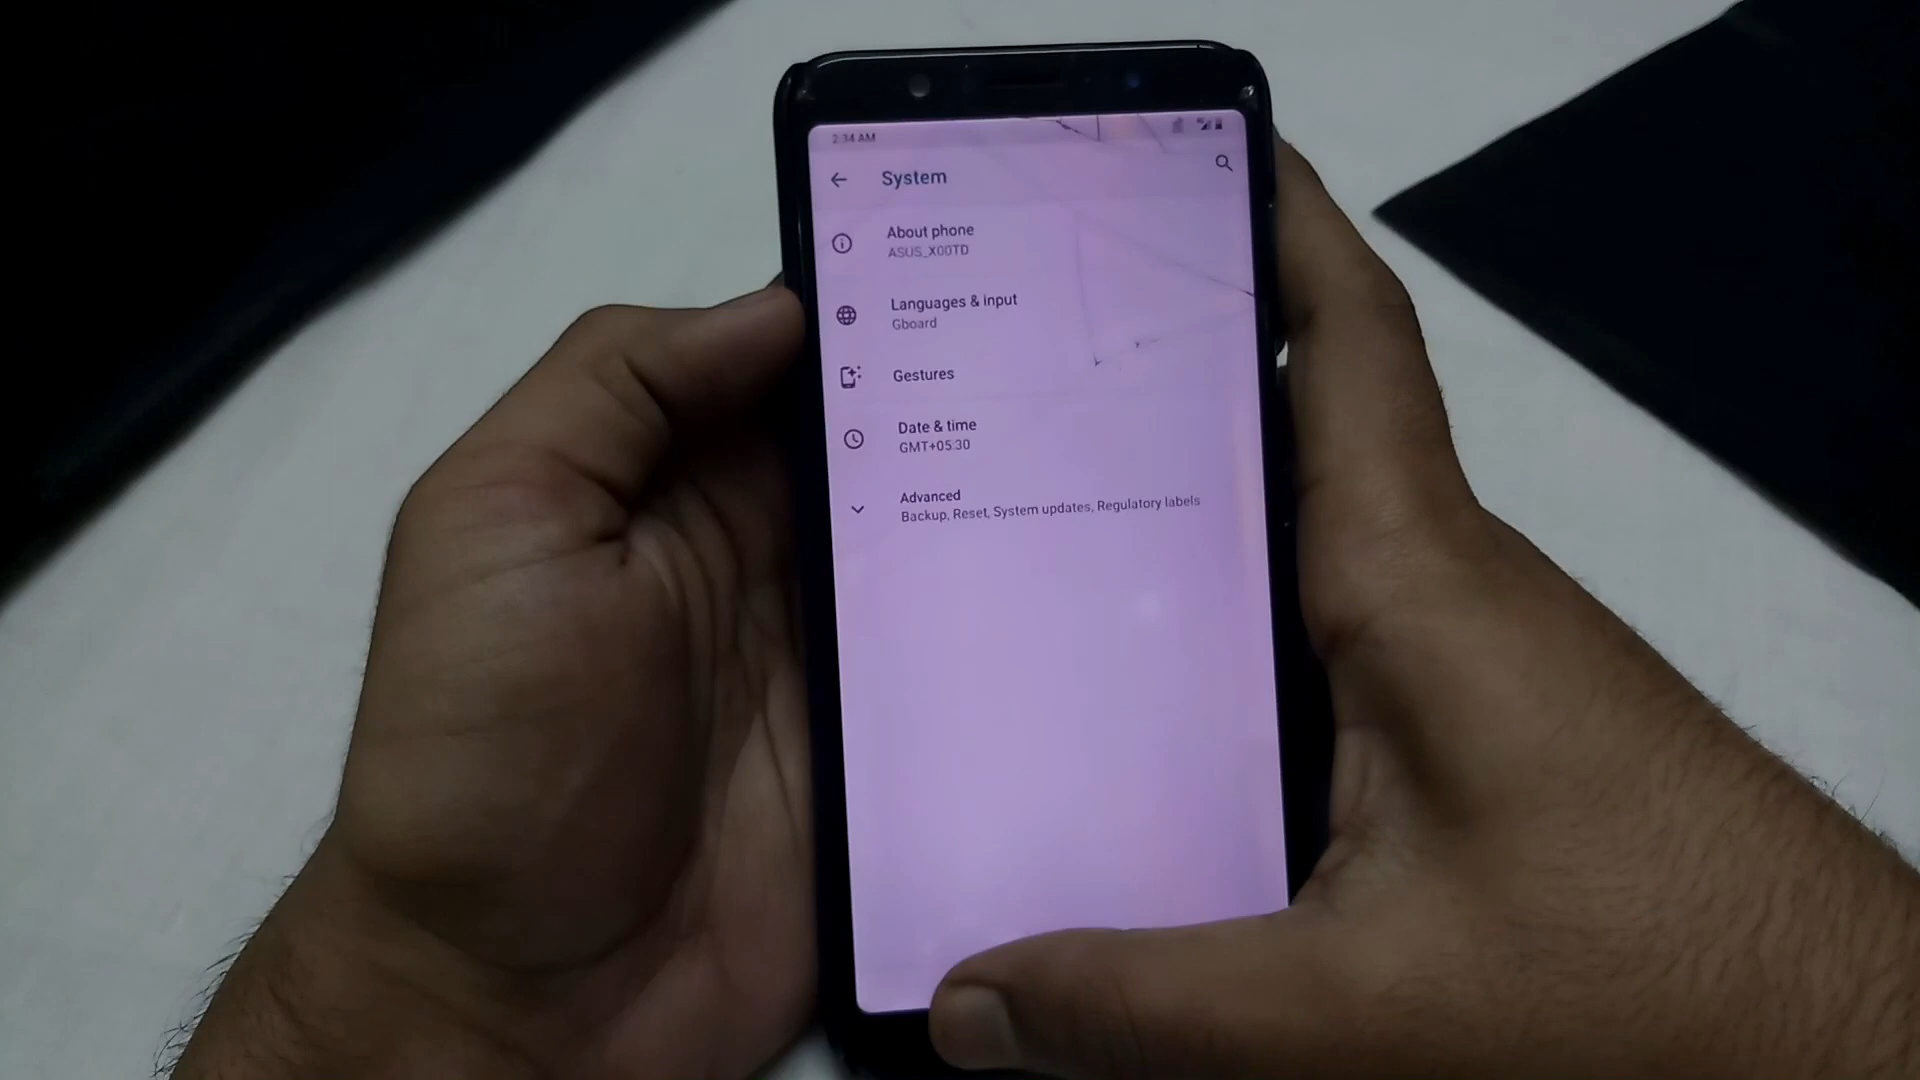 2:34 AM
System
About phone
ASUS_X00TD
Languages & input
Gboard
Gestures
Date & time
GMT+05:30
Advanced
Backup, Reset, System updates, Regulatory labels